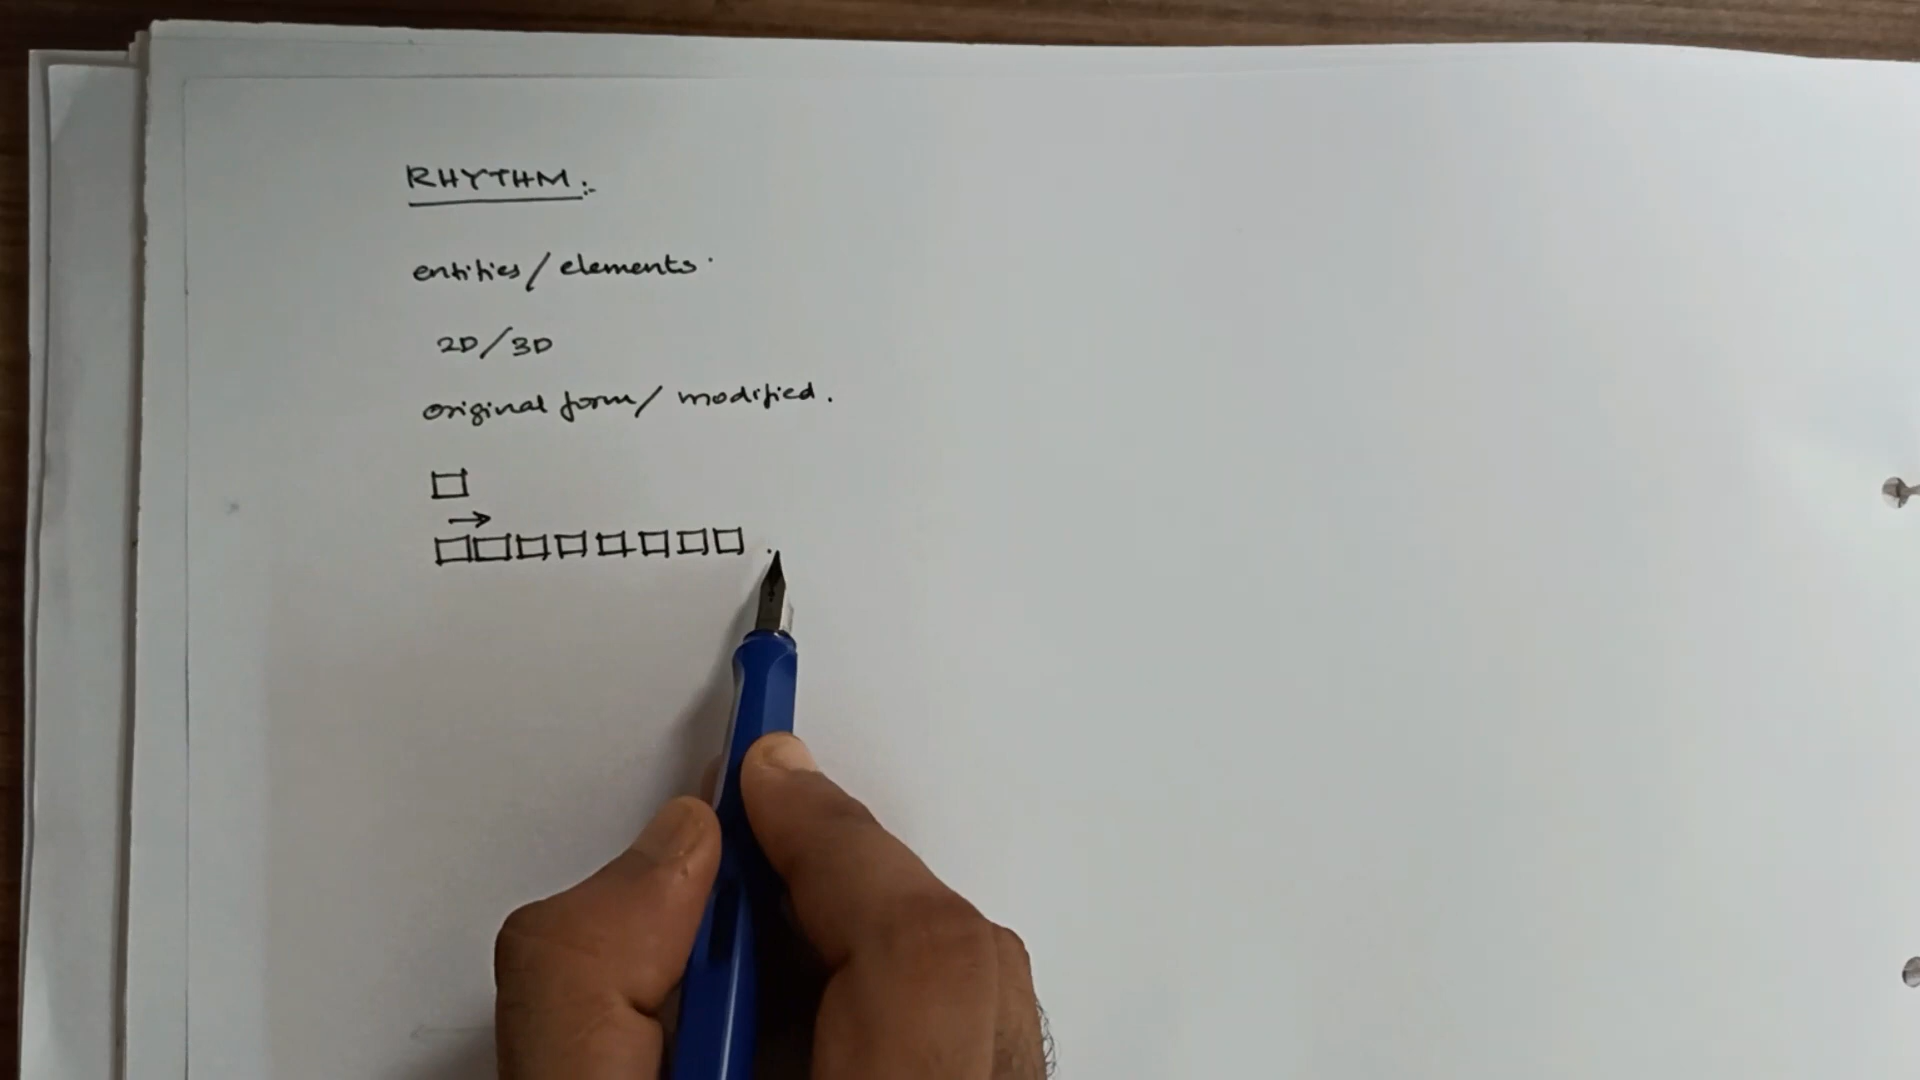 RHYTHM:-
entities/elements.
2D/3D
original form/ modified.